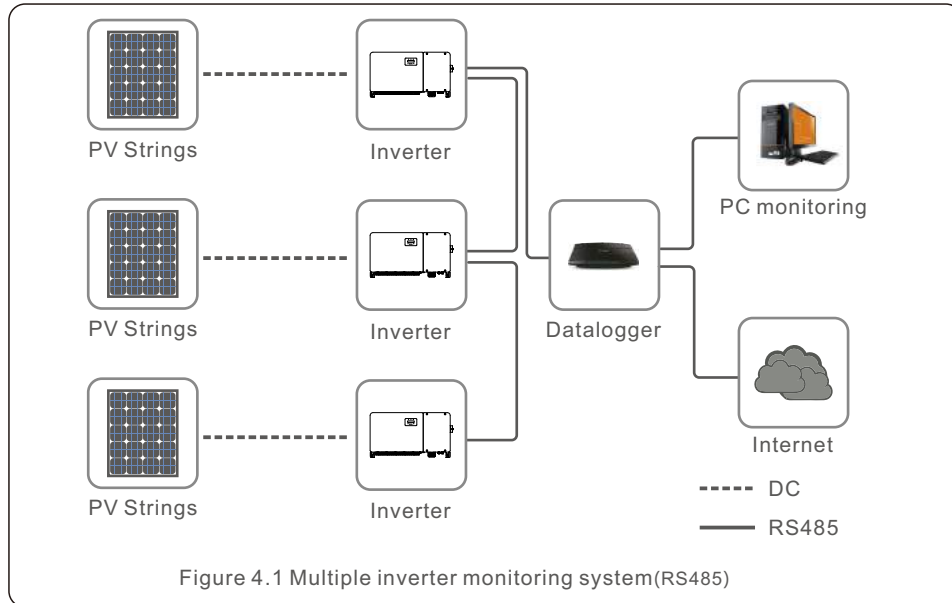 PV Strings
Inverter
PC monitoring
PV Strings
Inverter
Datalogger
Internet
PV Strings
Inverter
DC
RS485
Figure 4.1 Multiple inverter monitoring system(RS485)